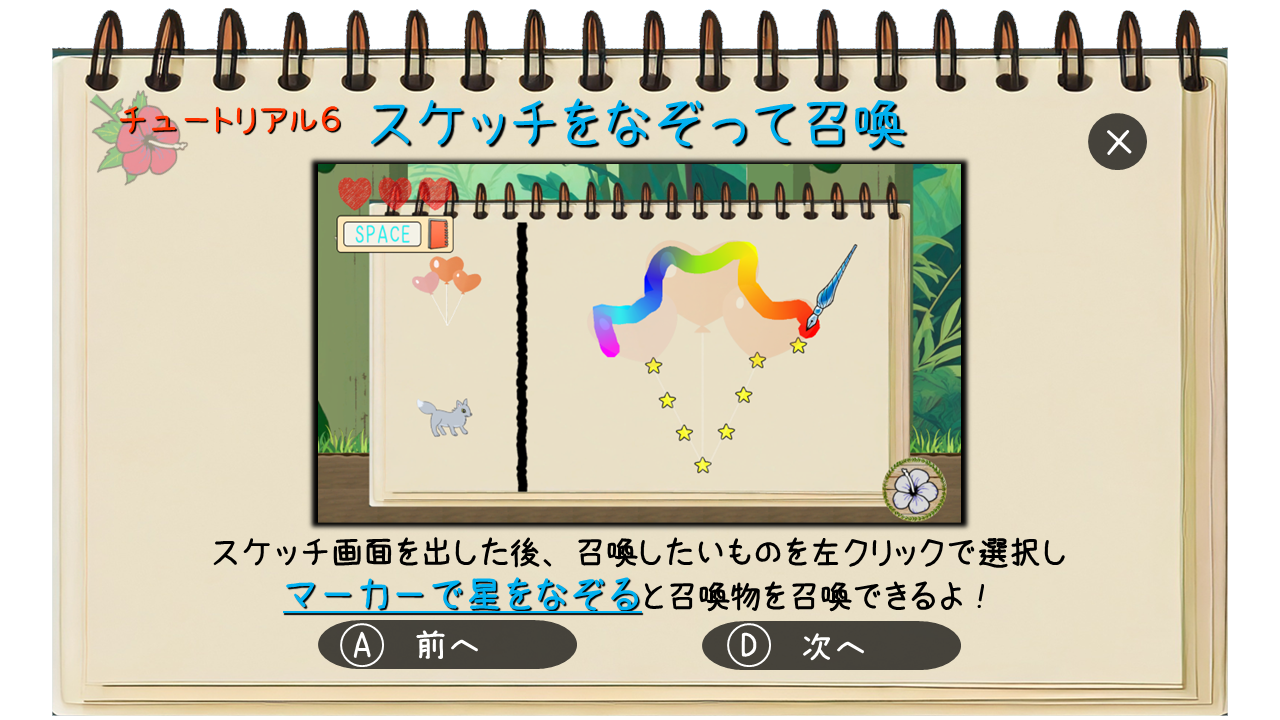 チュートリアル6 スケッチをなぞって召喚
SPACE
スケッチ画面を出した後、召喚したいものを左クリックで選択し
マーカーで星をなぞると召喚物を召喚できるよ！
A 前へ
D 次へ